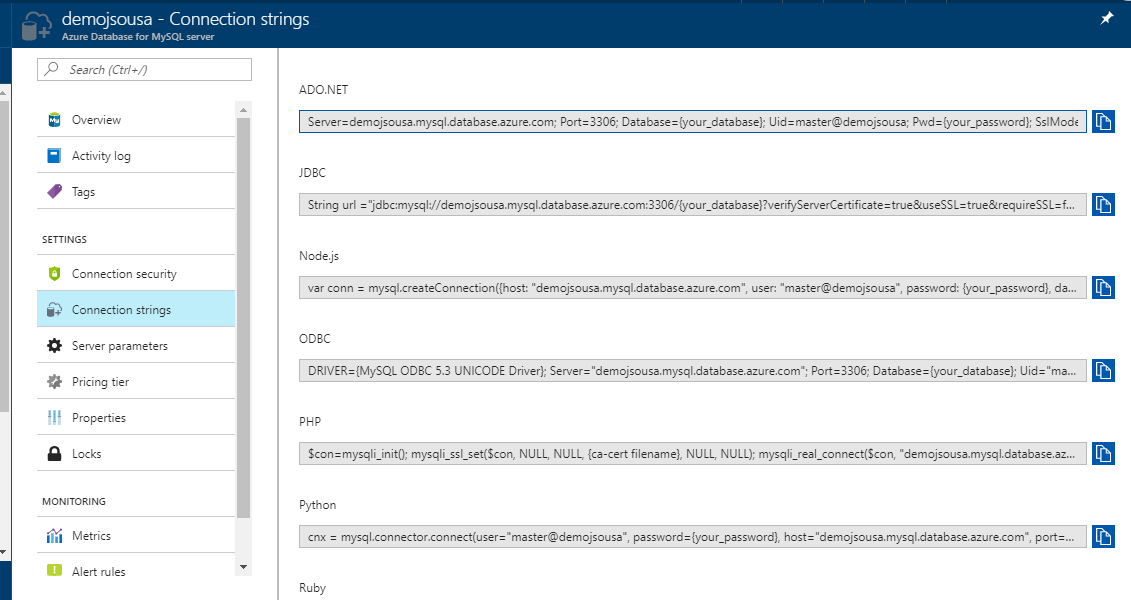 demojsousa - Connection strings
Azure Database for MySQL server
Search (Ctrl+/)
Overview
Activity log
Tags
SETTINGS
Connection security
Connection strings
Server parameters
Pricing tier
Properties
Locks
MONITORING
Metrics
Alert rules
ADO.NET
Server=demojsousa.mysql.database.azure.com; Port=3306; Database={your_database}; Uid=master@demojsousa; Pwd={your_password}; SslMode
JDBC
String url ="jdbc:mysql://demojsousa.mysql.database.azure.com:3306/{your_database}?verifyServerCertificate=true&useSSL=true&requireSSL=f...
Node.js
var conn = mysql.createConnection({host: "demojsousa.mysql.database.azure.com", user: "master@demojsousa", password: {your_password}, da...
ODBC
DRIVER={MySQL ODBC 5.3 UNICODE Driver}; Server="demojsousa.mysql.database.azure.com"; Port=3306; Database={your_database}; Uid="ma...
PHP
$con=mysqli_init(); mysqli_ssl_set($con, NULL, NULL, {ca-cert filename}, NULL, NULL); mysqli_real_connect($con, "demojsousa.mysql.database.az...
Python
cnx = mysql.connector.connect(user="master@demojsousa", password={your_password}, host="demojsousa.mysql.database.azure.com", port=...
Ruby